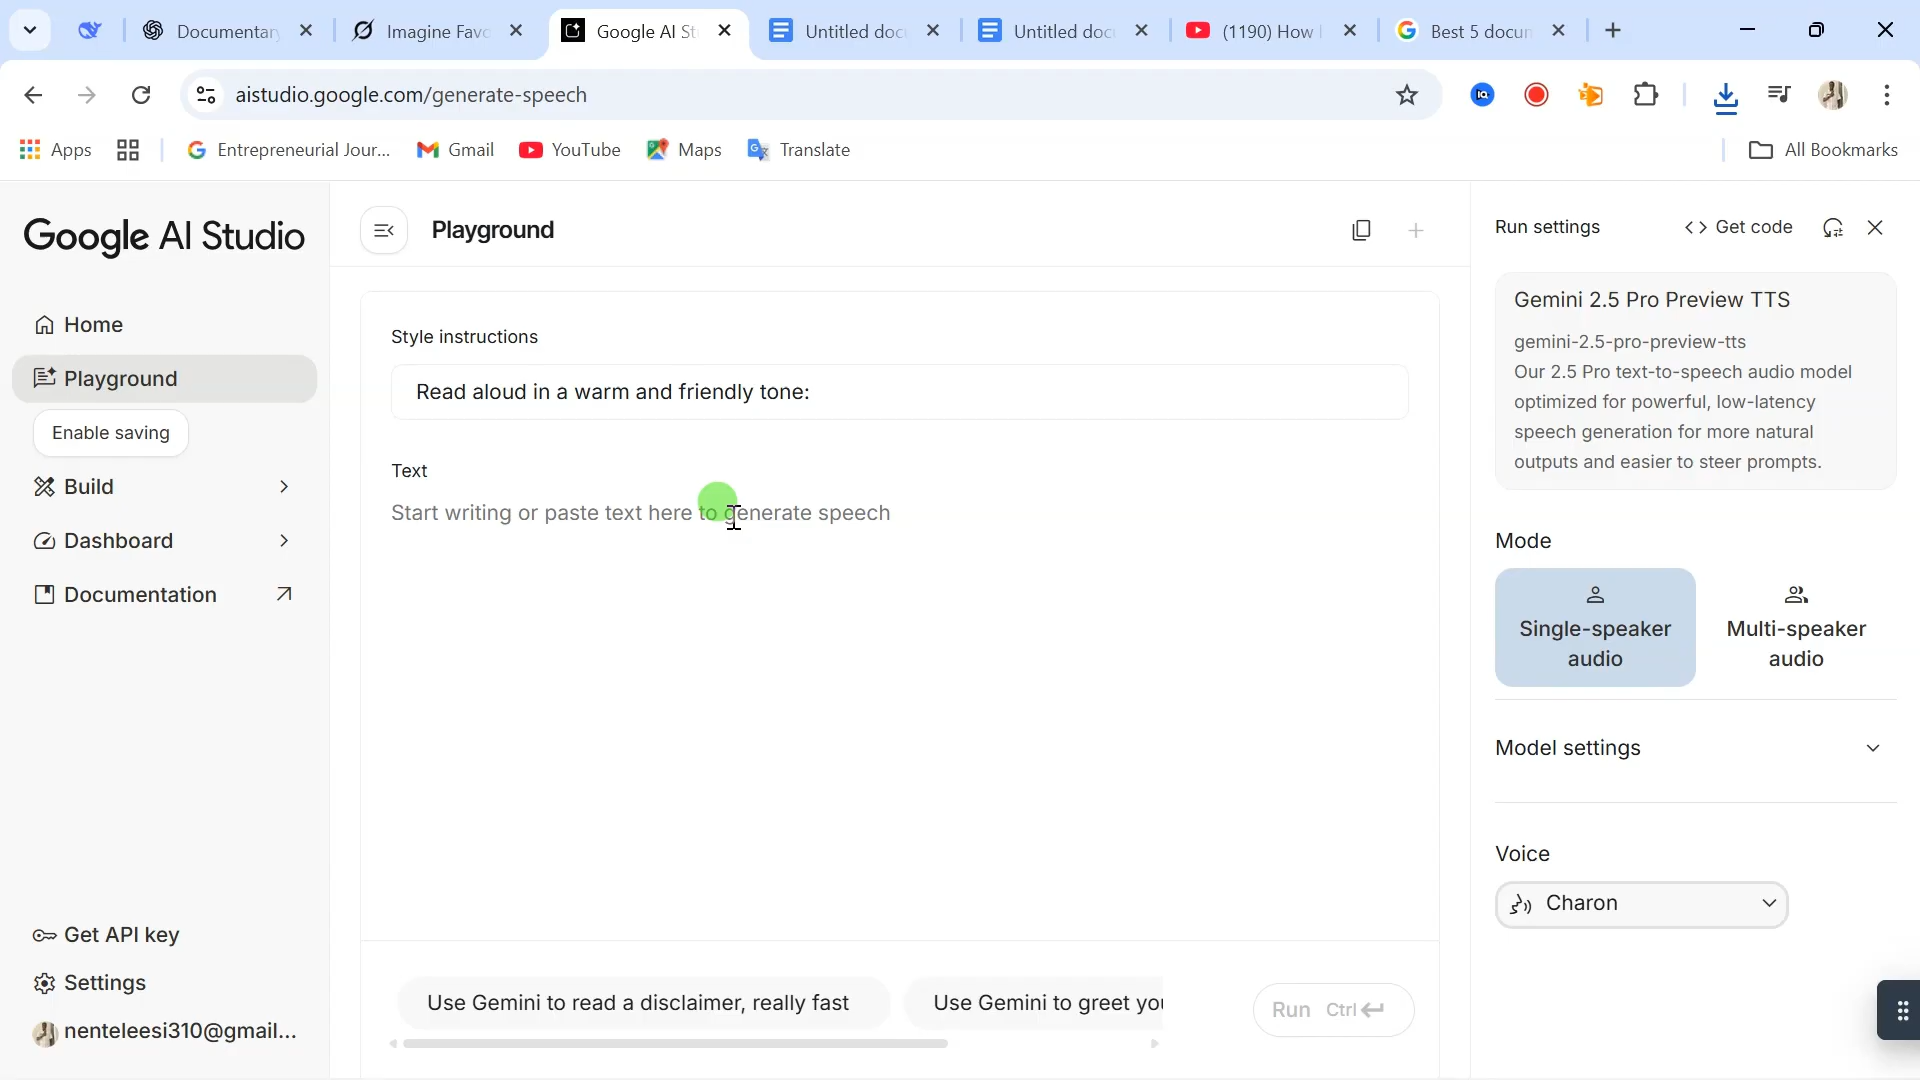 Documentar
Imagine Favo
Google AI St
Untitled doc
Untitled doc
(1190) How
Best 5 docun
aistudio.google.com/generate-speech
Apps
Entrepreneurial Jour...
Gmail
YouTube
Maps
Translate
All Bookmarks
Google AI Studio
Home
Playground
Enable saving
Build
Dashboard
Documentation
Get API key
Settings
nenteleesi310@gmail...
Playground
Style instructions
Read aloud in a warm and friendly tone:
Text
Start writing or paste text here to generate speech
Use Gemini to read a disclaimer, really fast
Use Gemini to greet you
Run Ctrl
Run settings
Get code
Gemini 2.5 Pro Preview TTS
gemini-2.5-pro-preview-tts
Our 2.5 Pro text-to-speech audio model
optimized for powerful, low-latency
speech generation for more natural
outputs and easier to steer prompts.
Mode
Single-speaker
audio
Multi-speaker
audio
Model settings
Voice
Charon